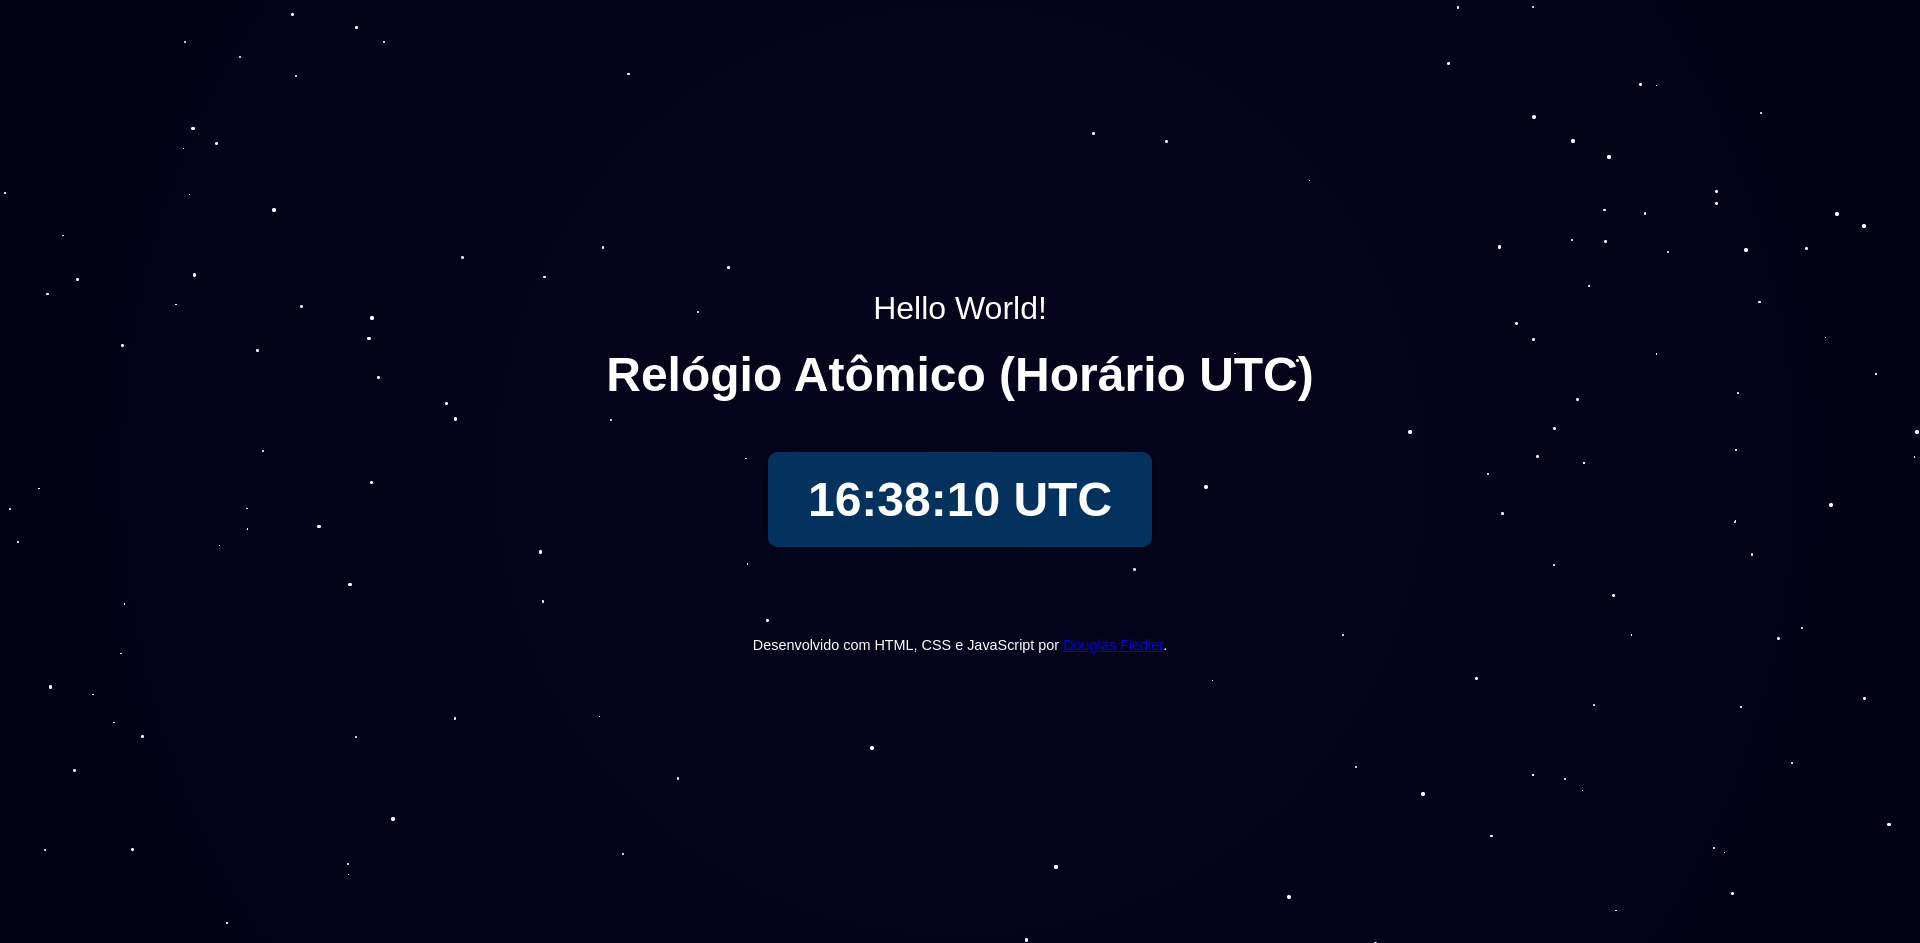 Hello World!
Relógio Atômico (Horário UTC)
16:38:10 UTC
Desenvolvido com HTML, CSS e JavaScript por Douglas Fiedler.